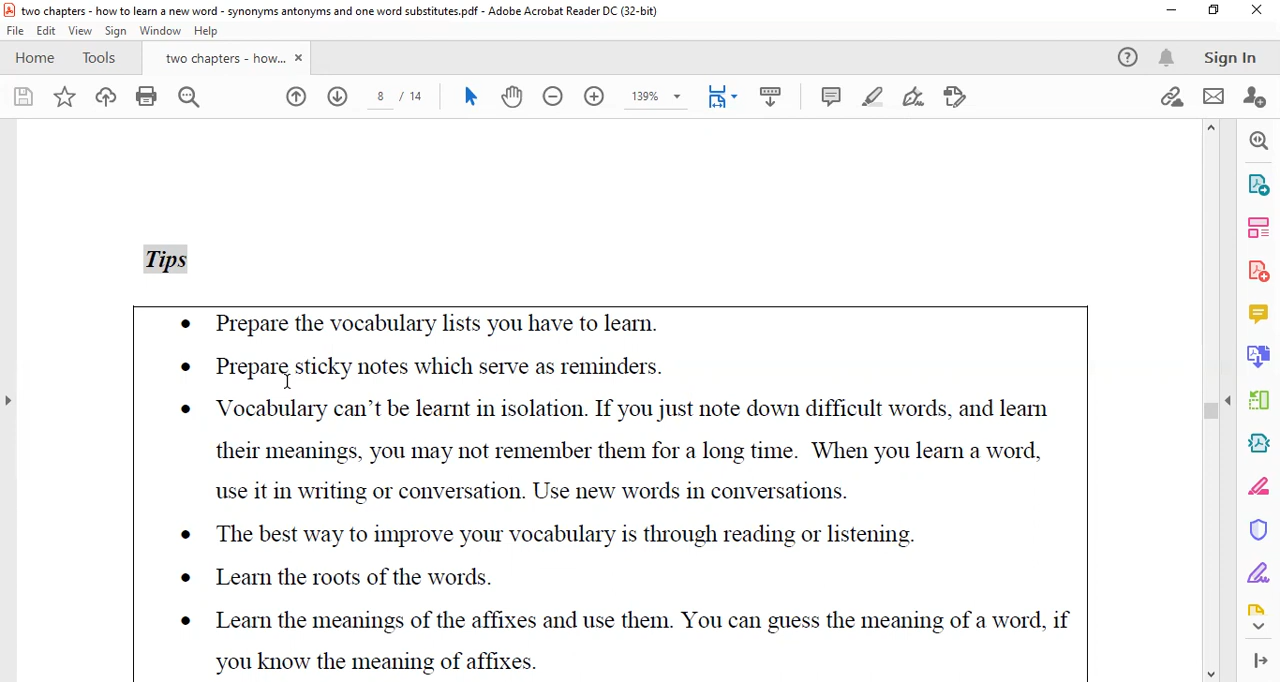 two chapters - how to learn a new word - synonyms antonyms and one word substitutes.pdf - Adobe Acrobat Reader DC (32-bit)
File Edit View Sign Window Help
Home Tools two chapters - how... × Sign In
8 / 14 139%
Tips
• Prepare the vocabulary lists you have to learn.
• Prepare sticky notes which serve as reminders.
• Vocabulary can’t be learnt in isolation. If you just note down difficult words, and learn
their meanings, you may not remember them for a long time. When you learn a word,
use it in writing or conversation. Use new words in conversations.
• The best way to improve your vocabulary is through reading or listening.
• Learn the roots of the words.
• Learn the meanings of the affixes and use them. You can guess the meaning of a word, if
you know the meaning of affixes.